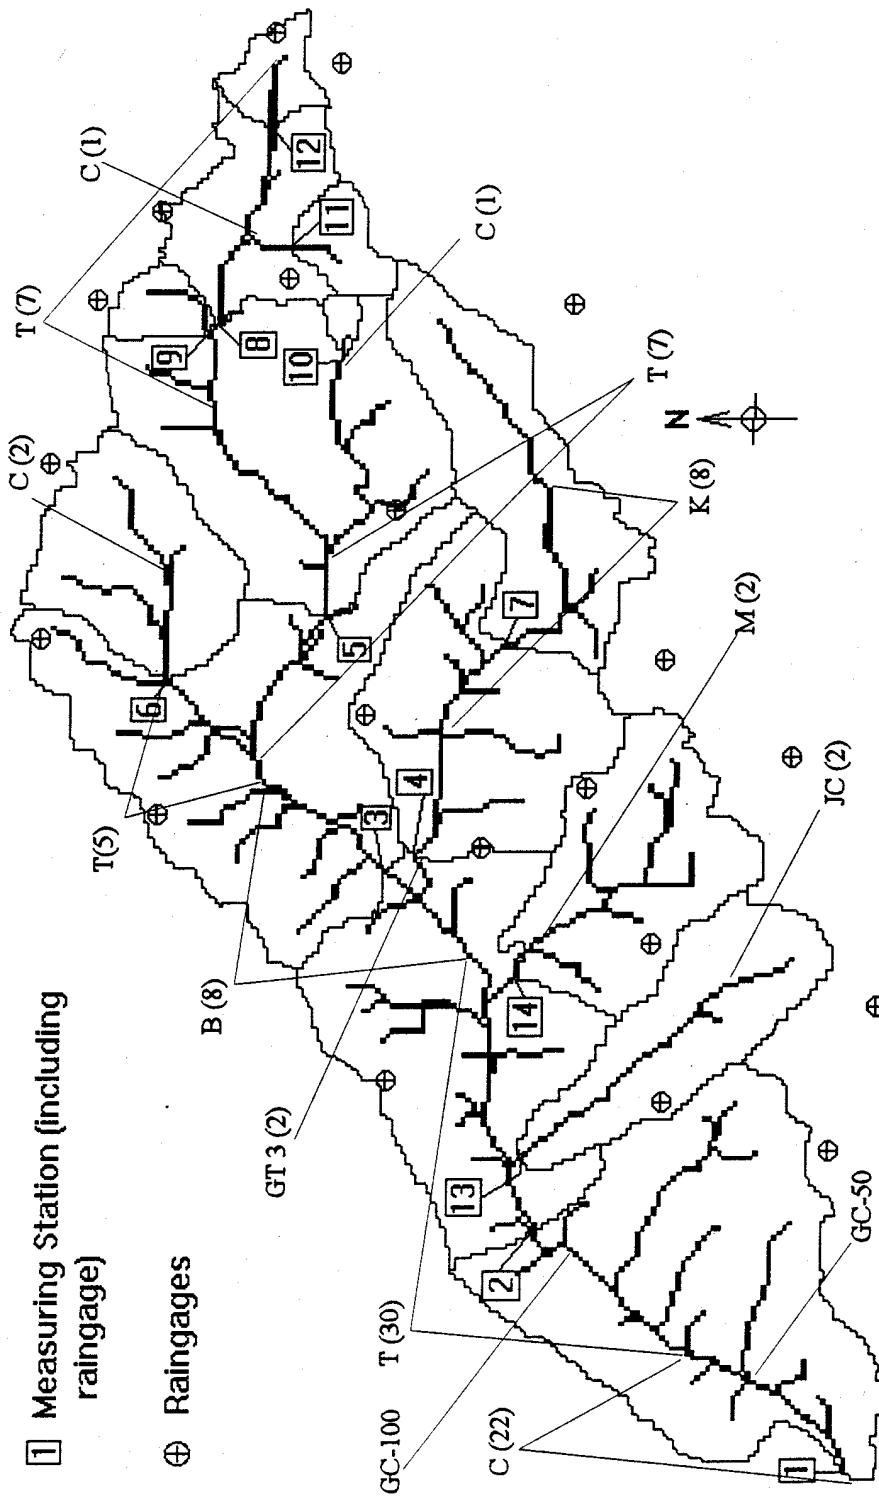 1 Measuring Station (including
raingage)
⊕ Raingages
T(5)
C (2)
T (7)
C (1)
B (8)
GT 3 (2)
T (30)
GC-100
C (22)
6
9
8
12
11
10
5
3
4
7
14
13
2
1
C (1)
T (7)
N
K (8)
M (2)
JC (2)
GC-50